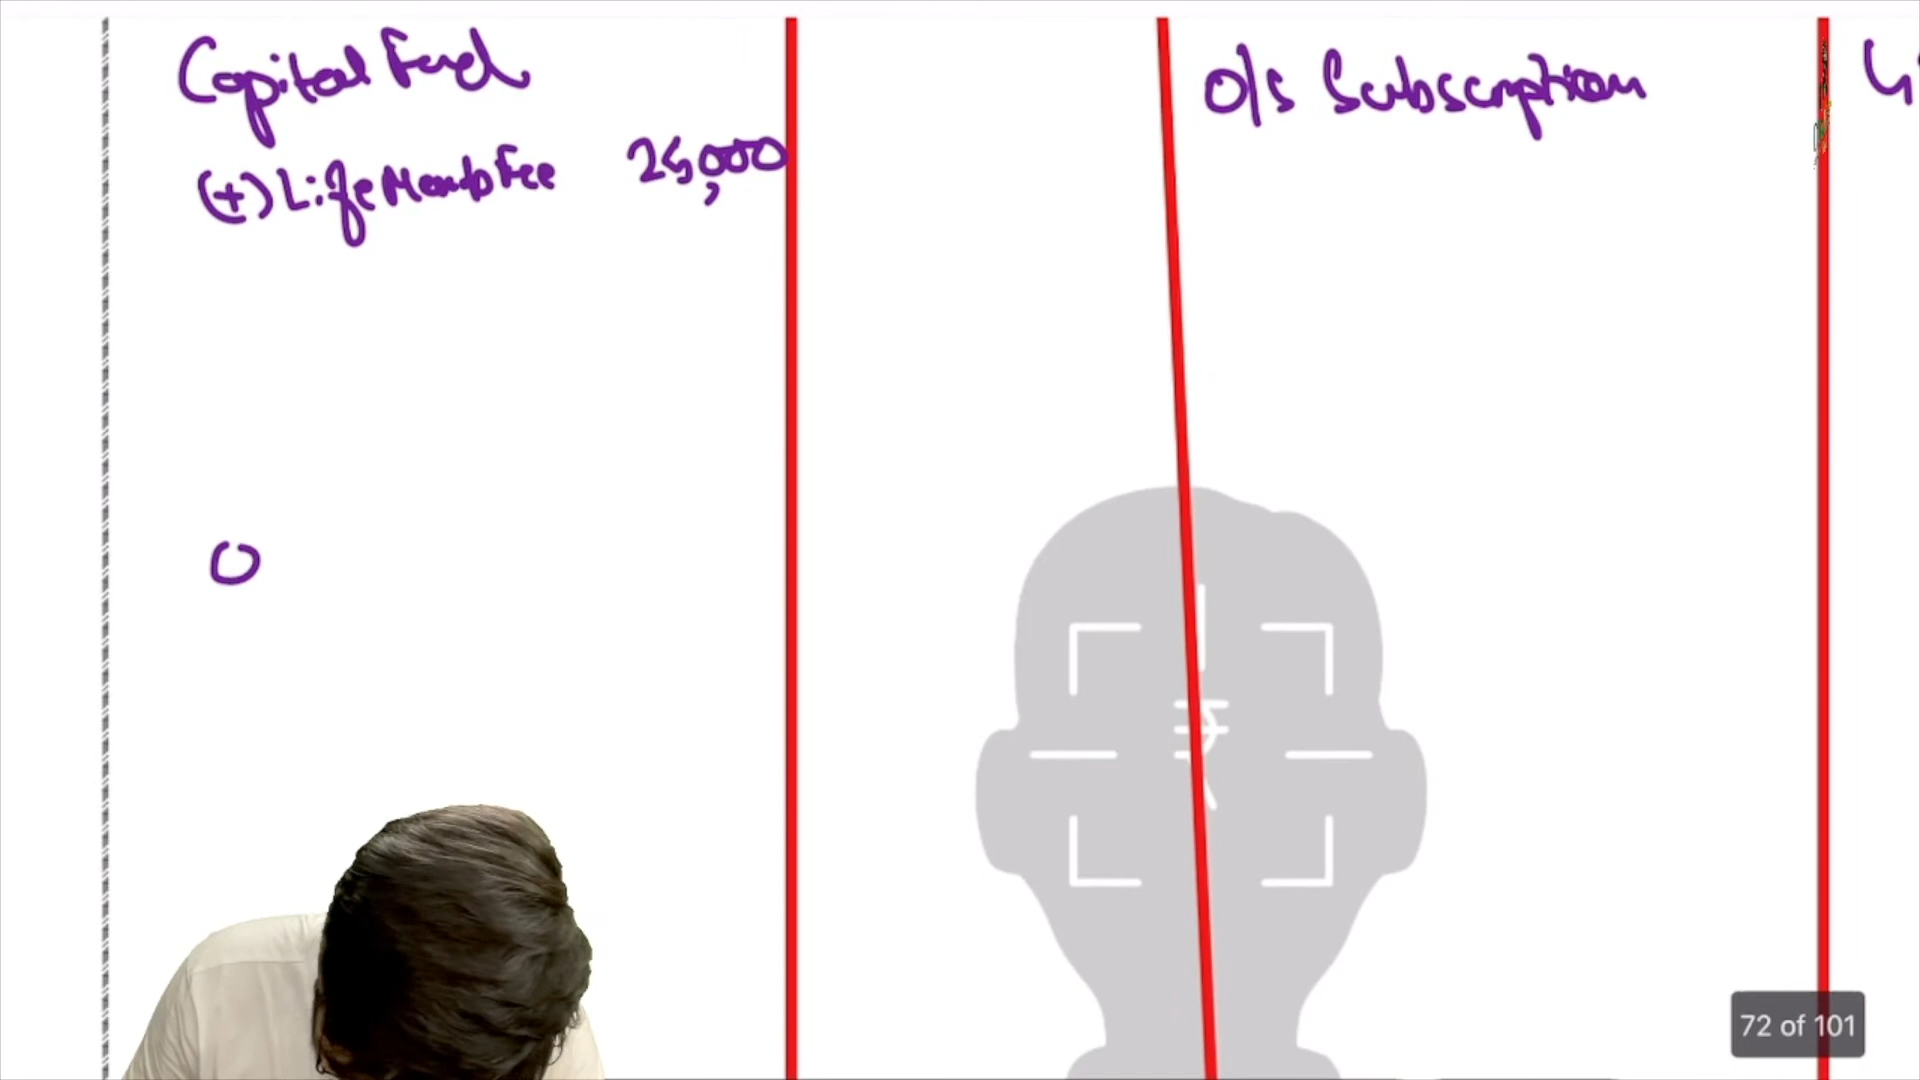 Capital Fund
(+) Life Memb Fee 25,000
O/s Subscription
O
₹
72 of 101